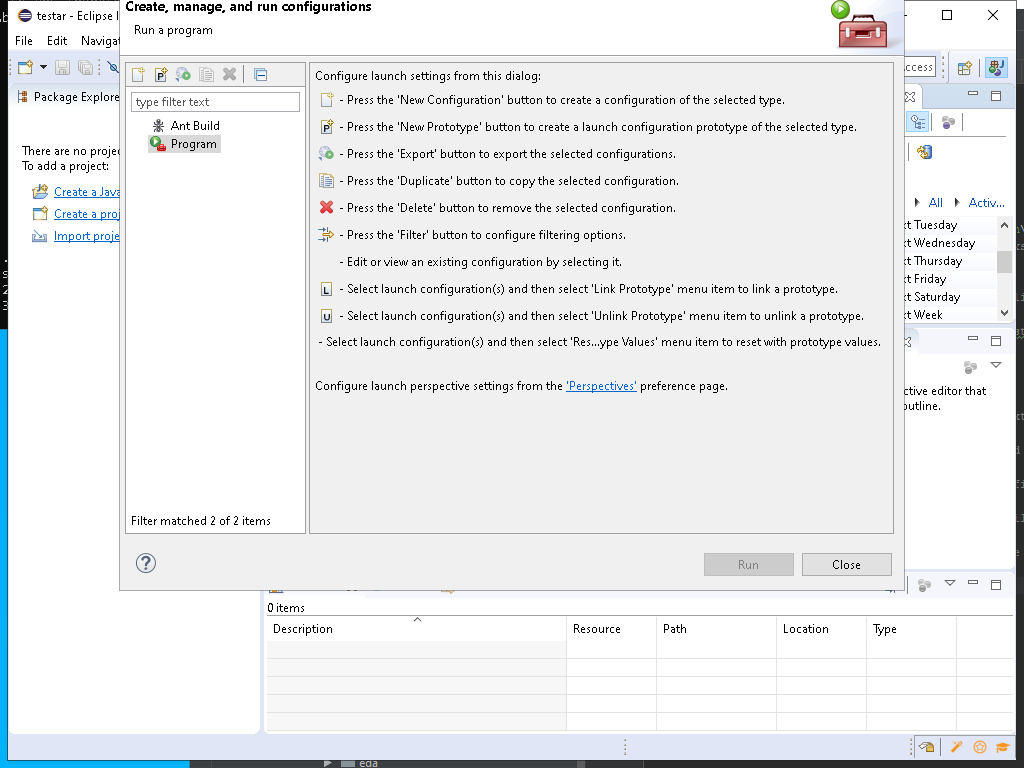 testar - Eclipse I
File Edit Navigat
Package Explore
There are no projec
To add a project:
Create a Java
Create a proj
Import proje
Create, manage, and run configurations
Run a program
type filter text
Ant Build
Program
Filter matched 2 of 2 items
Configure launch settings from this dialog:
- Press the 'New Configuration' button to create a configuration of the selected type.
- Press the 'New Prototype' button to create a launch configuration prototype of the selected type.
- Press the 'Export' button to export the selected configurations.
- Press the 'Duplicate' button to copy the selected configuration.
- Press the 'Delete' button to remove the selected configuration.
- Press the 'Filter' button to configure filtering options.
- Edit or view an existing configuration by selecting it.
L - Select launch configuration(s) and then select 'Link Prototype' menu item to link a prototype.
U - Select launch configuration(s) and then select 'Unlink Prototype' menu item to unlink a prototype.
- Select launch configuration(s) and then select 'Res...ype Values' menu item to reset with prototype values.
Configure launch perspective settings from the 'Perspectives' preference page.
Run Close
ccess
All Activ...
xt Tuesday
xt Wednesday
xt Thursday
xt Friday
xt Saturday
xt Week
ctive editor that
outline.
0 items
Description Resource Path Location Type
eda